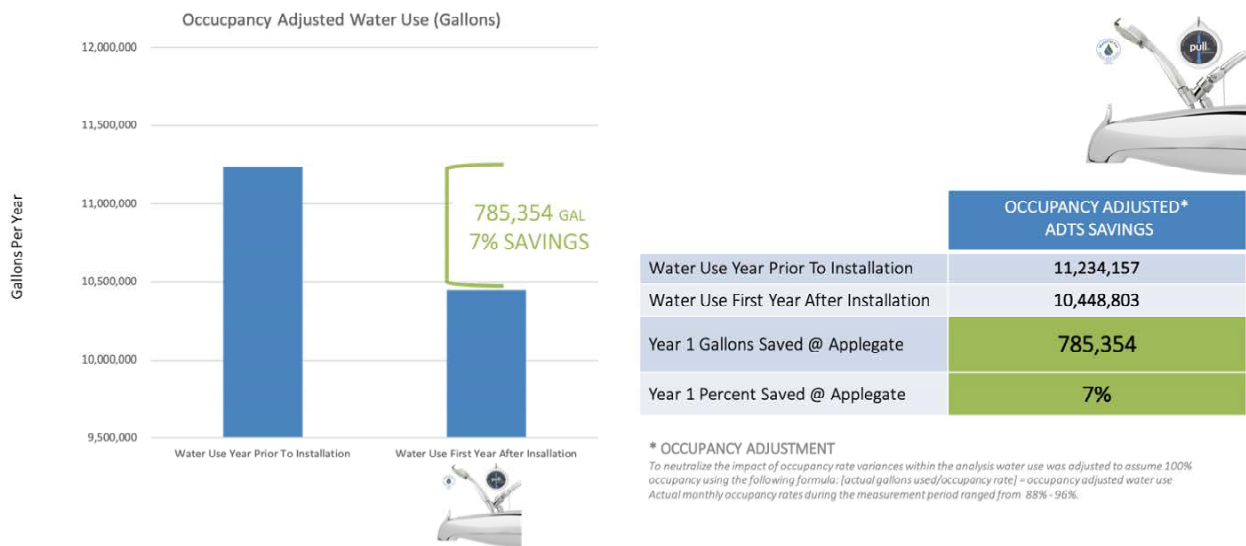 Occucpancy Adjusted Water Use (Gallons)
12,000,000
11,500,000
11,000,000
10,500,000
10,000,000
9,500,000
Gallons Per Year
785,354 GAL
7% SAVINGS
Water Use Year Prior To Installation
Water Use First Year After Insallation
pull
OCCUPANCY ADJUSTED*
ADTS SAVINGS
Water Use Year Prior To Installation 11,234,157
Water Use First Year After Installation 10,448,803
Year 1 Gallons Saved @ Applegate 785,354
Year 1 Percent Saved @ Applegate 7%
* OCCUPANCY ADJUSTMENT
To neutralize the impact of occupancy rate variances within the analysis water use was adjusted to assume 100%
occupancy using the following formula: [actual gallons used/occupancy rate] = occupancy adjusted water use
Actual monthly occupancy rates during the measurement period ranged from 88% - 96%.